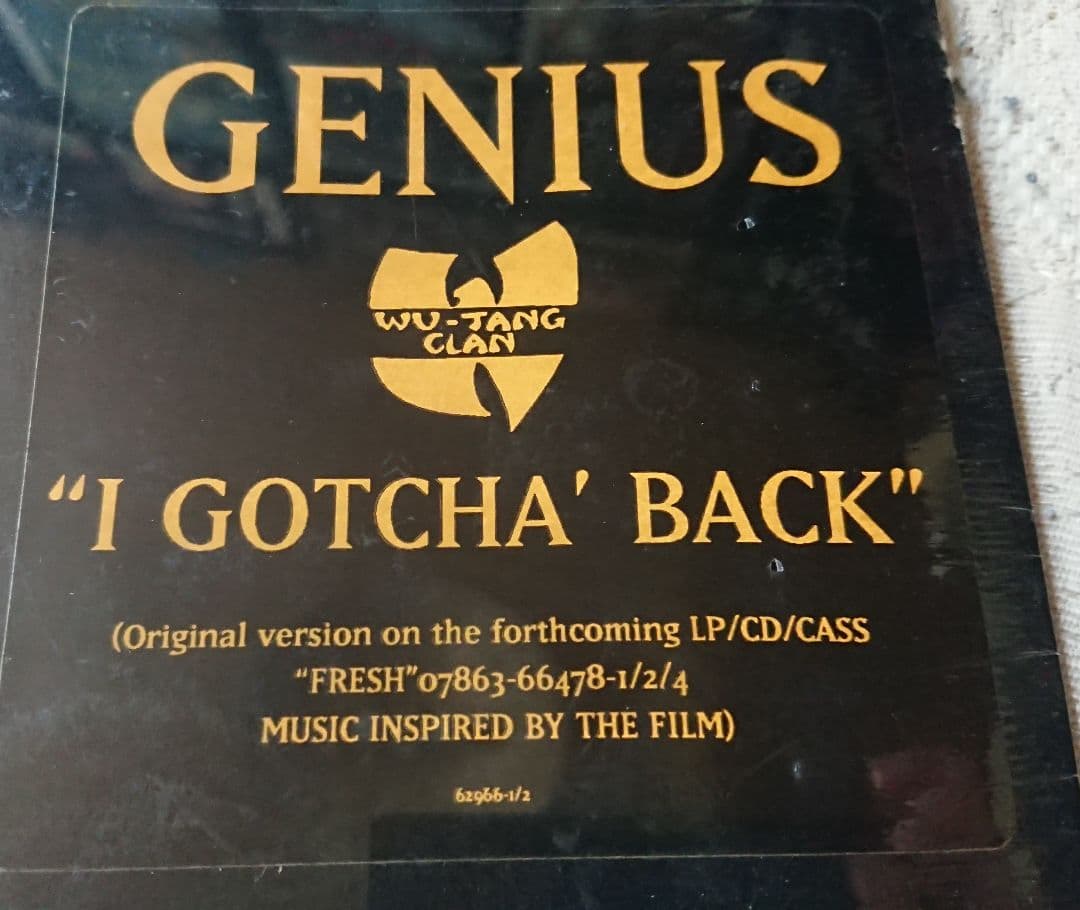 GENIUS
WU-TANG
CLAN
“I GOTCHA' BACK"
(Original version on the forthcoming LP/CD/CASS
“FRESH”07863-66478-1/2/4
MUSIC INSPIRED BY THE FILM)
62966-1/2